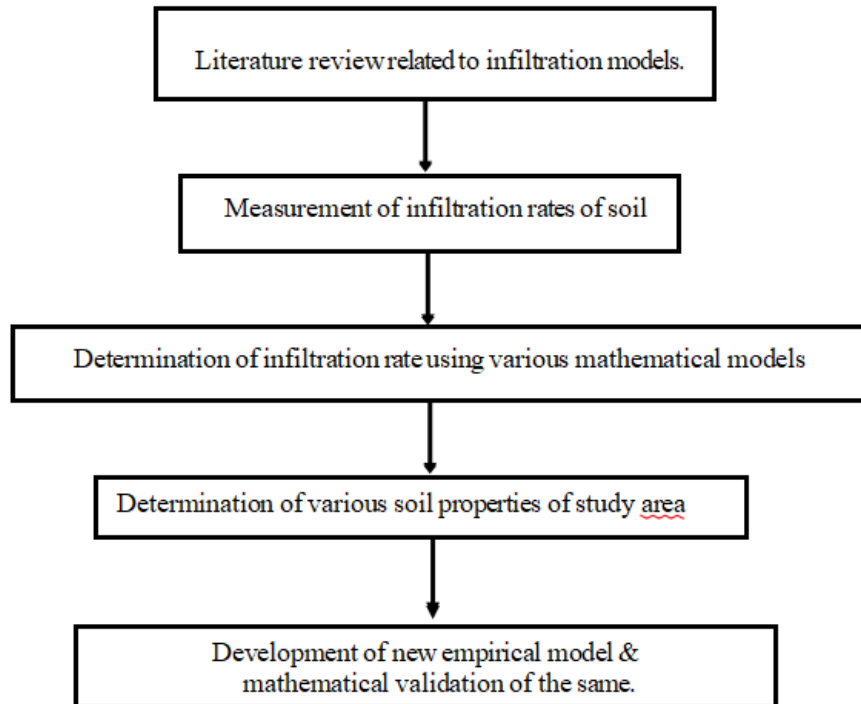 Literature review related to infiltration models.
Measurement of infiltration rates of soil
Determination of infiltration rate using various mathematical models
Determination of various soil properties of study area
Development of new empirical model &
mathematical validation of the same.